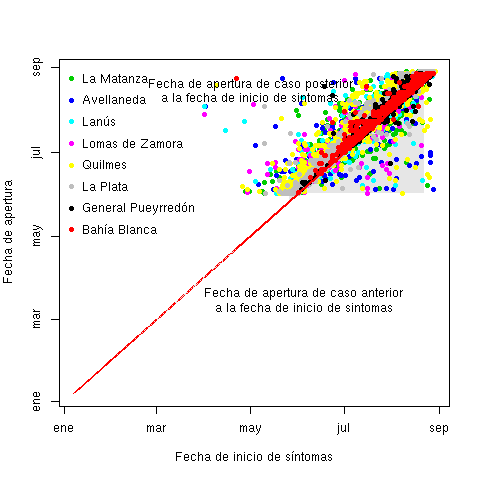 La Matanza
Avellaneda
Lanús
Lomas de Zamora
Quilmes
La Plata
General Pueyrredón
Bahía Blanca
Fecha de apertura de caso posterior
a la fecha de inicio de síntomas
Fecha de apertura de caso anterior
a la fecha de inicio de sintomas
Fecha de apertura
sep
jul
may
mar
ene
ene mar may jul sep
Fecha de inicio de síntomas